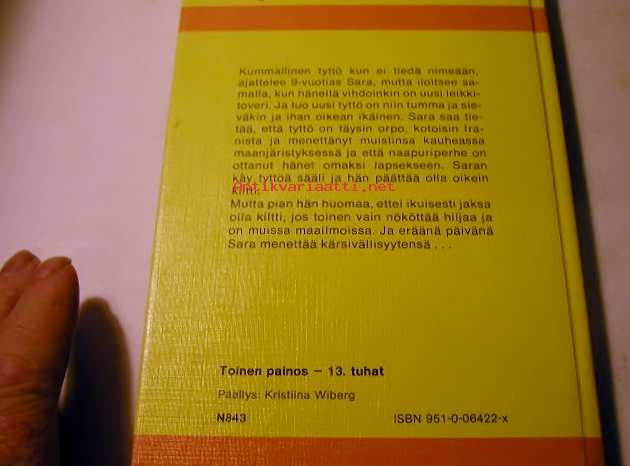 Kummallinen tyttö kun ei tiedä nimeään,
ajattelee 9-vuotias Sara, mutta iloitsee sa-
malla, kun hänellä vihdoinkin on uusi leikki-
toveri. Ja tuo uusi tyttö on niin tumma ja sie-
väkin ja ihan oikean ikäinen. Sara saa tie-
tää, että tyttö on täysin orpo, kotoisin Ira-
nista ja menettänyt muistinsa kauheassa
maanjäristyksessä ja että naapuriperhe on
ottanut hänet omaksi lapsekseen. Saran
käy tyttöä sääli ja hän päättää olla oikein
kiltti.
Antikvariaatti.net
Mutta pian hän huomaa, ettei ikuisesti jaksa
olla kiltti, jos toinen vain nököttää hiljaa ja
on muissa maailmoissa. Ja eräänä päivänä
Sara menettää kärsivällisyytensä ...
Toinen painos – 13. tuhat
Päällys: Kristiina Wiberg
N843
ISBN 951-0-06422-x